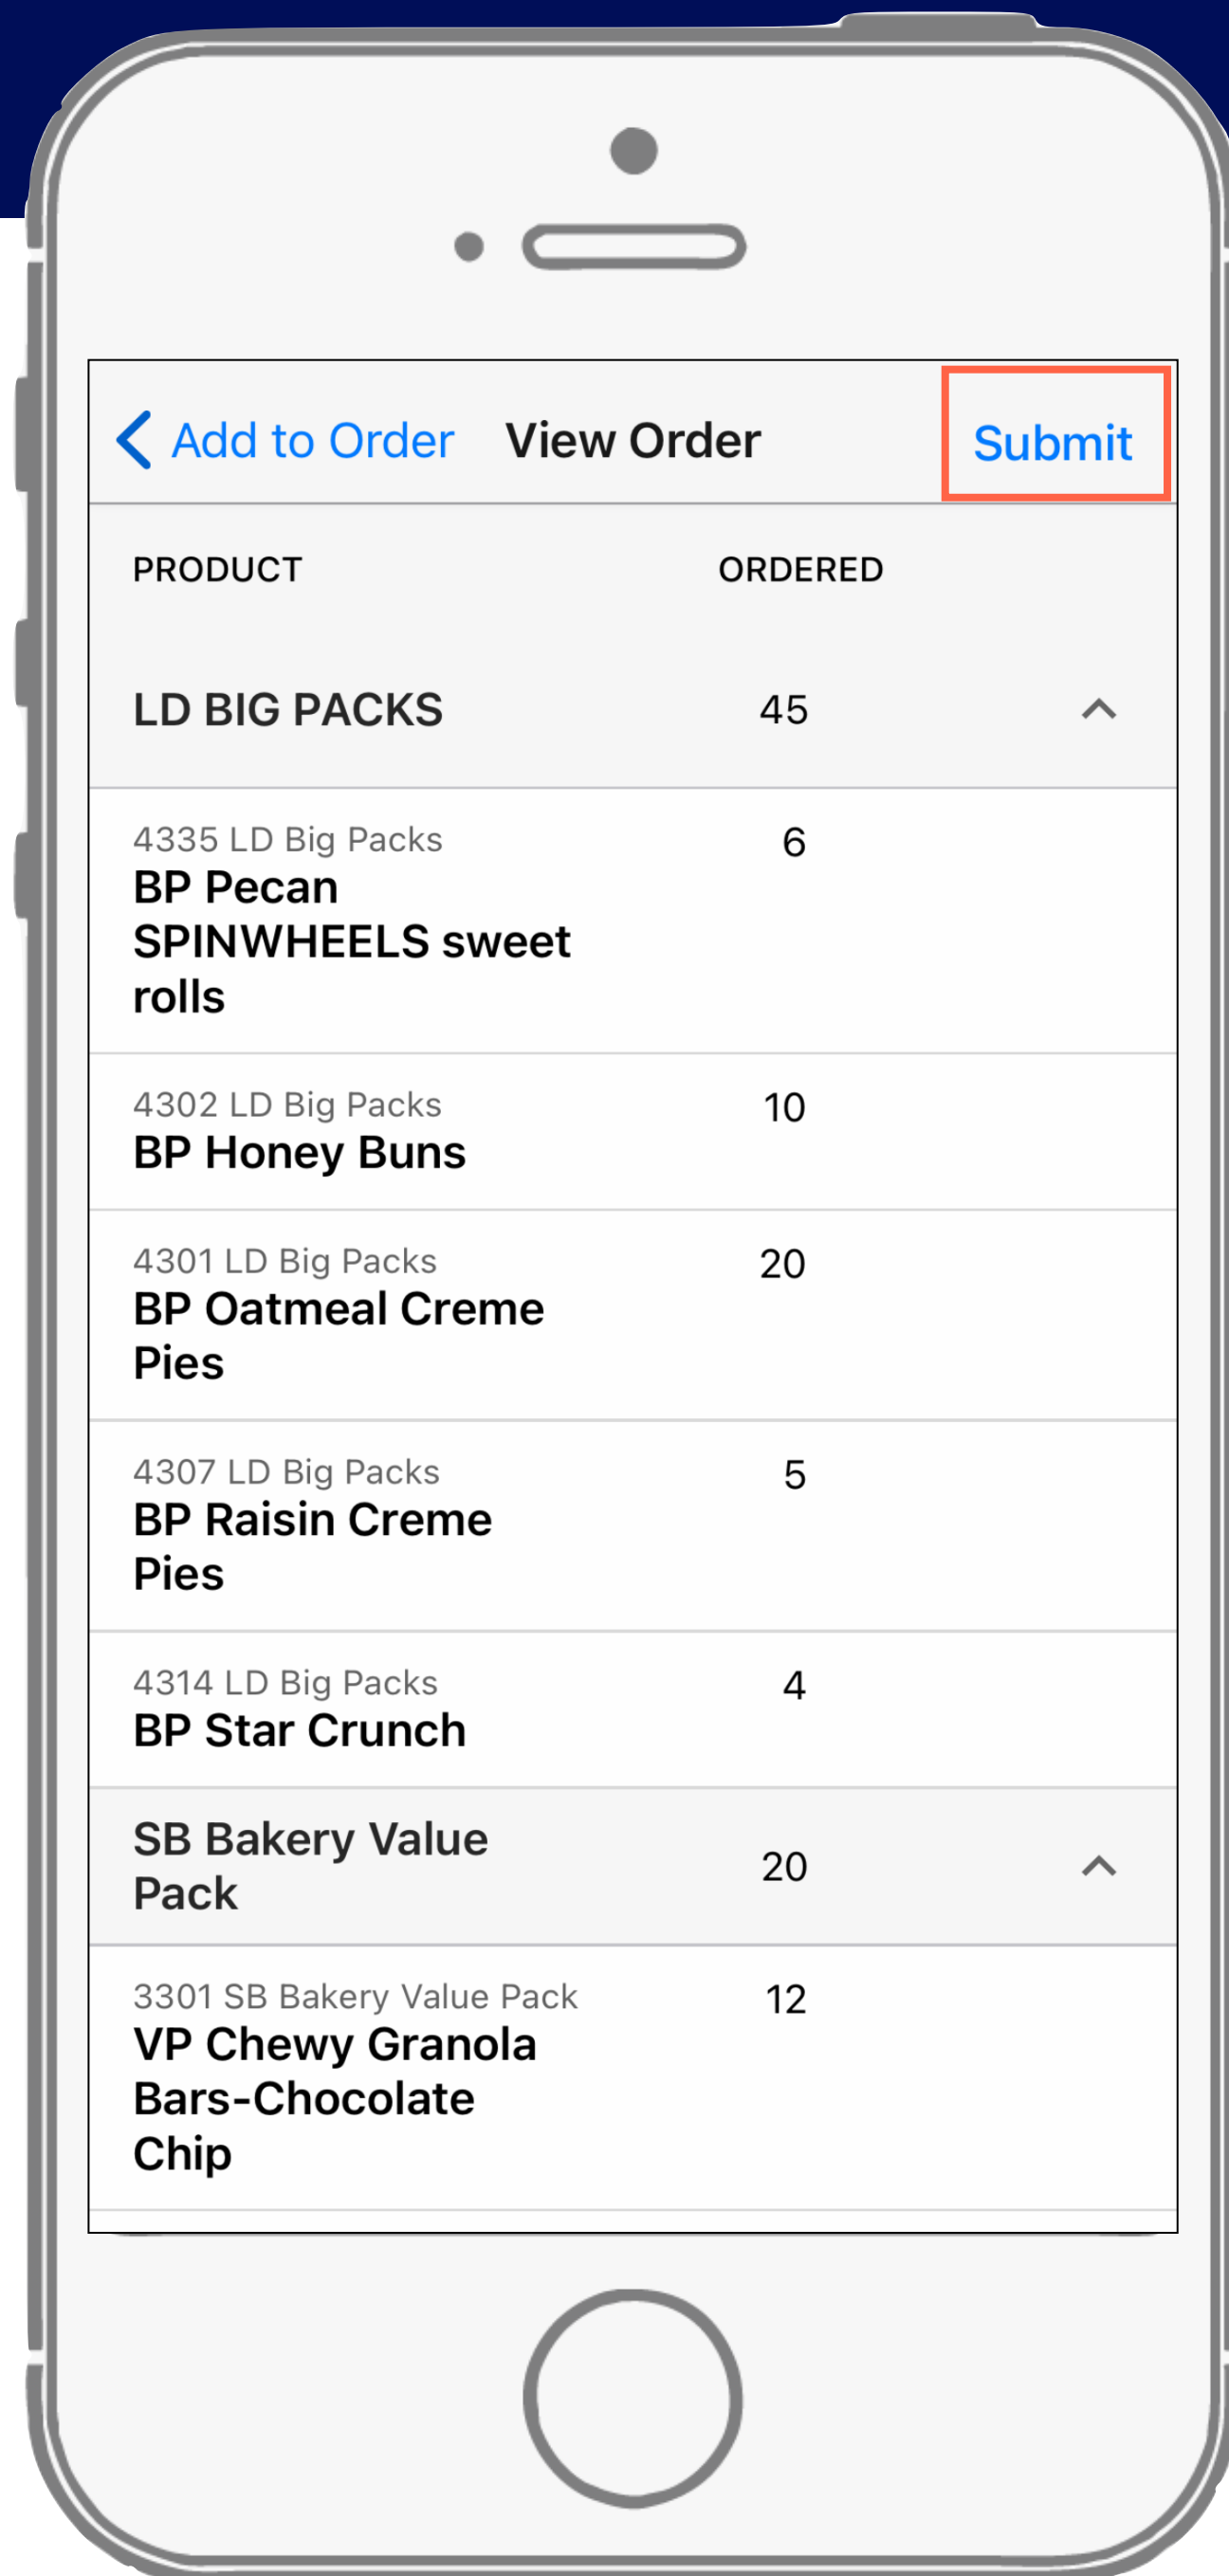 Add to Order View Order Submit
PRODUCT ORDERED
LD BIG PACKS 45
4335 LD Big Packs 6
BP Pecan
SPINWHEELS sweet
rolls
4302 LD Big Packs 10
BP Honey Buns
4301 LD Big Packs 20
BP Oatmeal Creme
Pies
4307 LD Big Packs 5
BP Raisin Creme
Pies
4314 LD Big Packs 4
BP Star Crunch
SB Bakery Value
Pack 20
3301 SB Bakery Value Pack 12
VP Chewy Granola
Bars-Chocolate
Chip